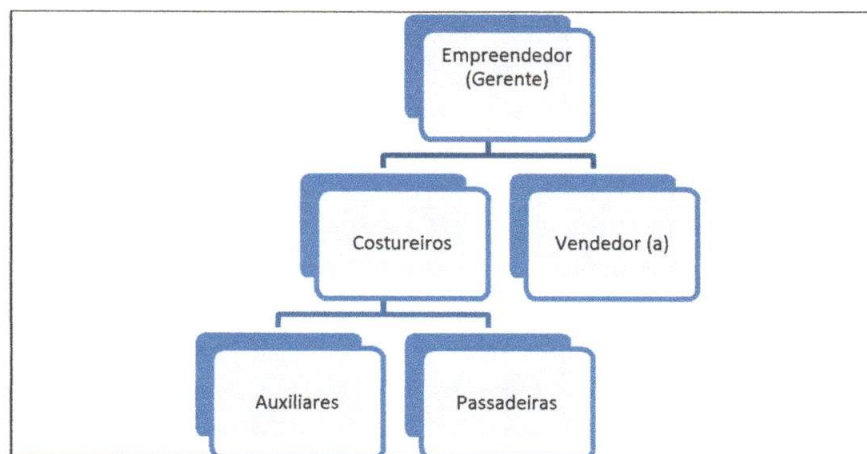 Empreendedor
(Gerente)
Costureiros
Vendedor (a)
Auxiliares
Passadeiras